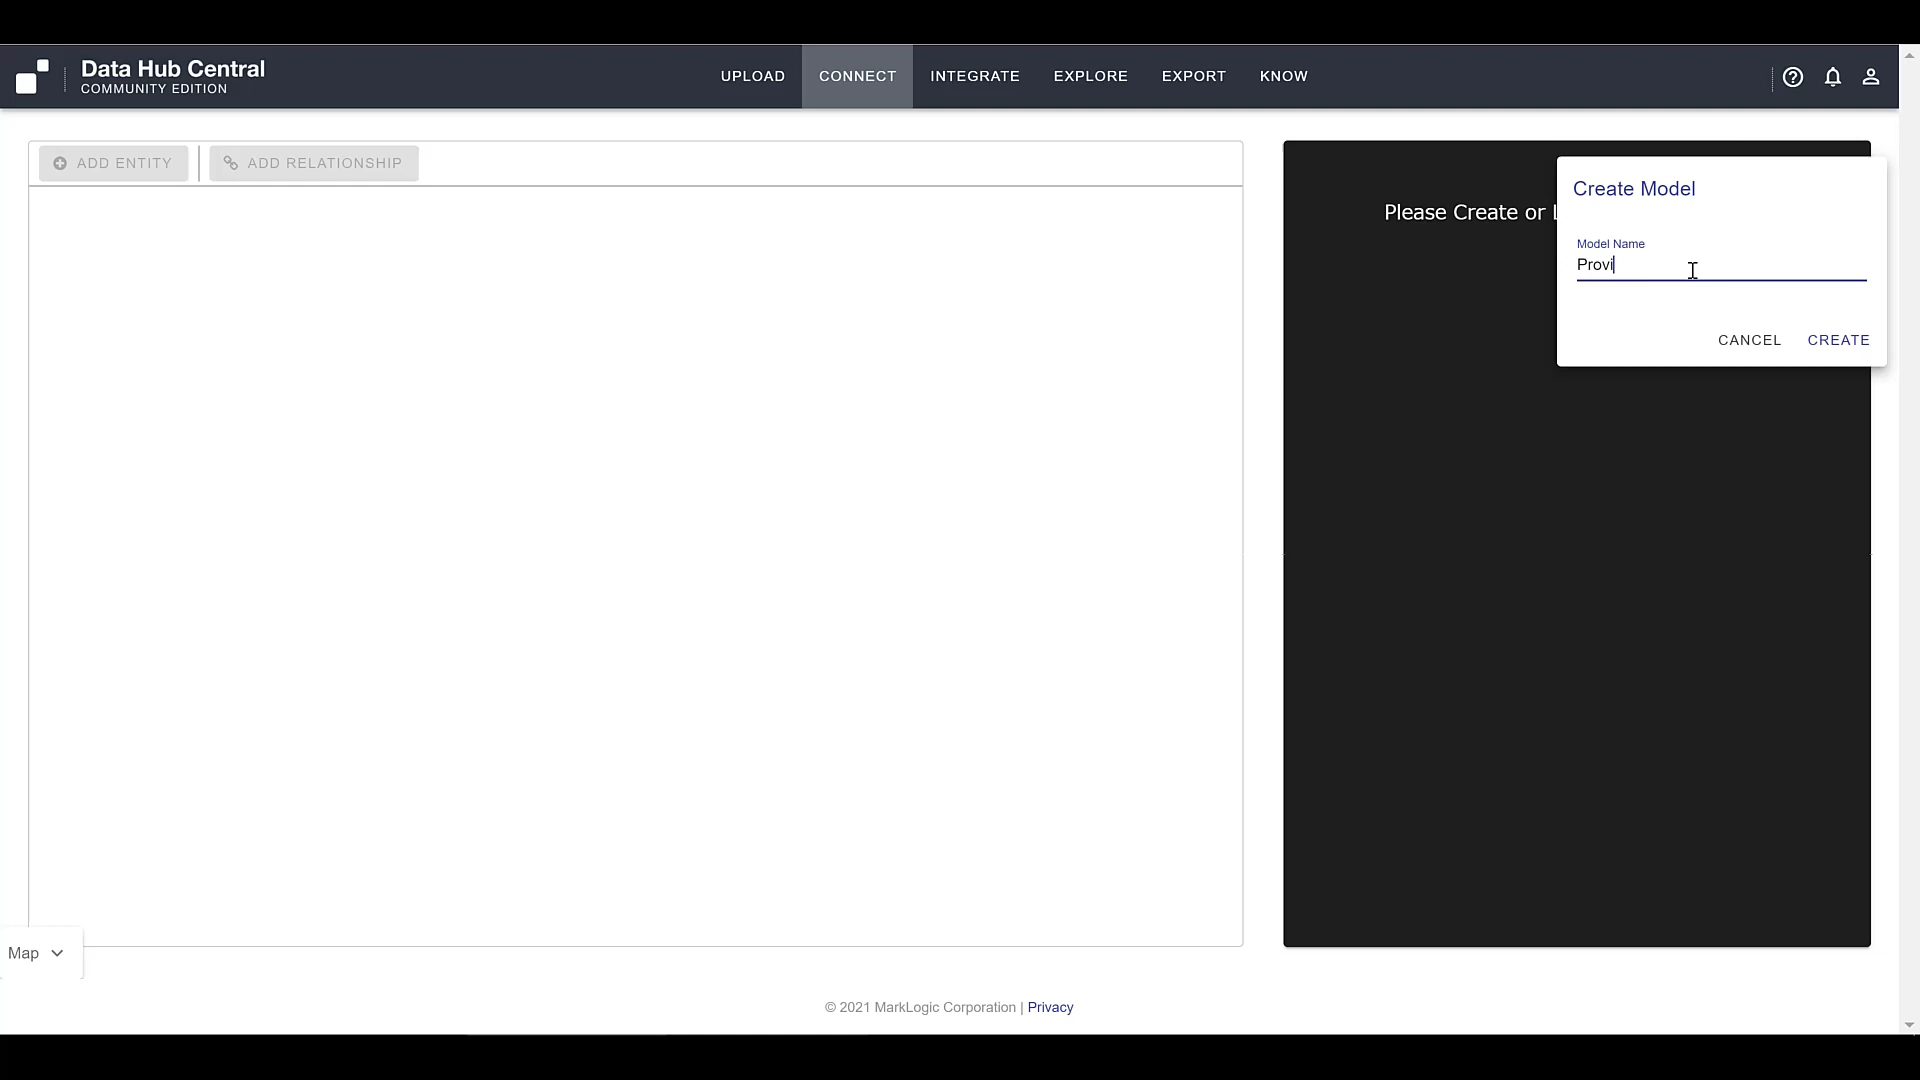 Data Hub Central
COMMUNITY EDITION
UPLOAD
CONNECT
INTEGRATE
EXPLORE
EXPORT
KNOW
ADD ENTITY
ADD RELATIONSHIP
Please Create or
Create Model
Model Name
Provi
CANCEL
CREATE
Map
© 2021 MarkLogic Corporation | Privacy